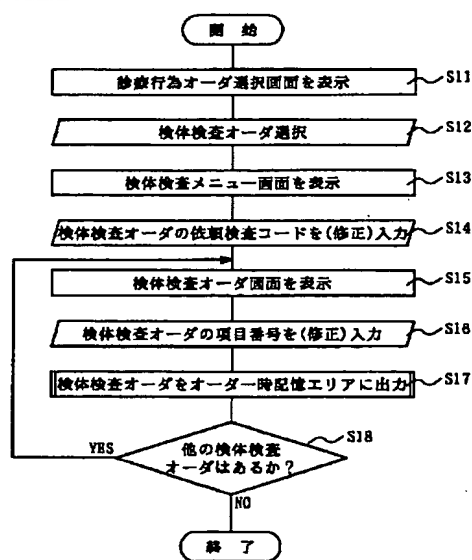 開 始
診療行為オーダ選択画面を表示
S11
検体検査オーダ選択
S12
検体検査メニュー画面を表示
S13
検体検査オーダの依頼検査コードを(修正)入力
S14
検体検査オーダ画面を表示
S15
検体検査オーダの項目番号を(修正)入力
S16
検体検査オーダをオーダ一時記憶エリアに出力
S17
他の検体検査
オーダはあるか?
S18
YES
NO
終 了